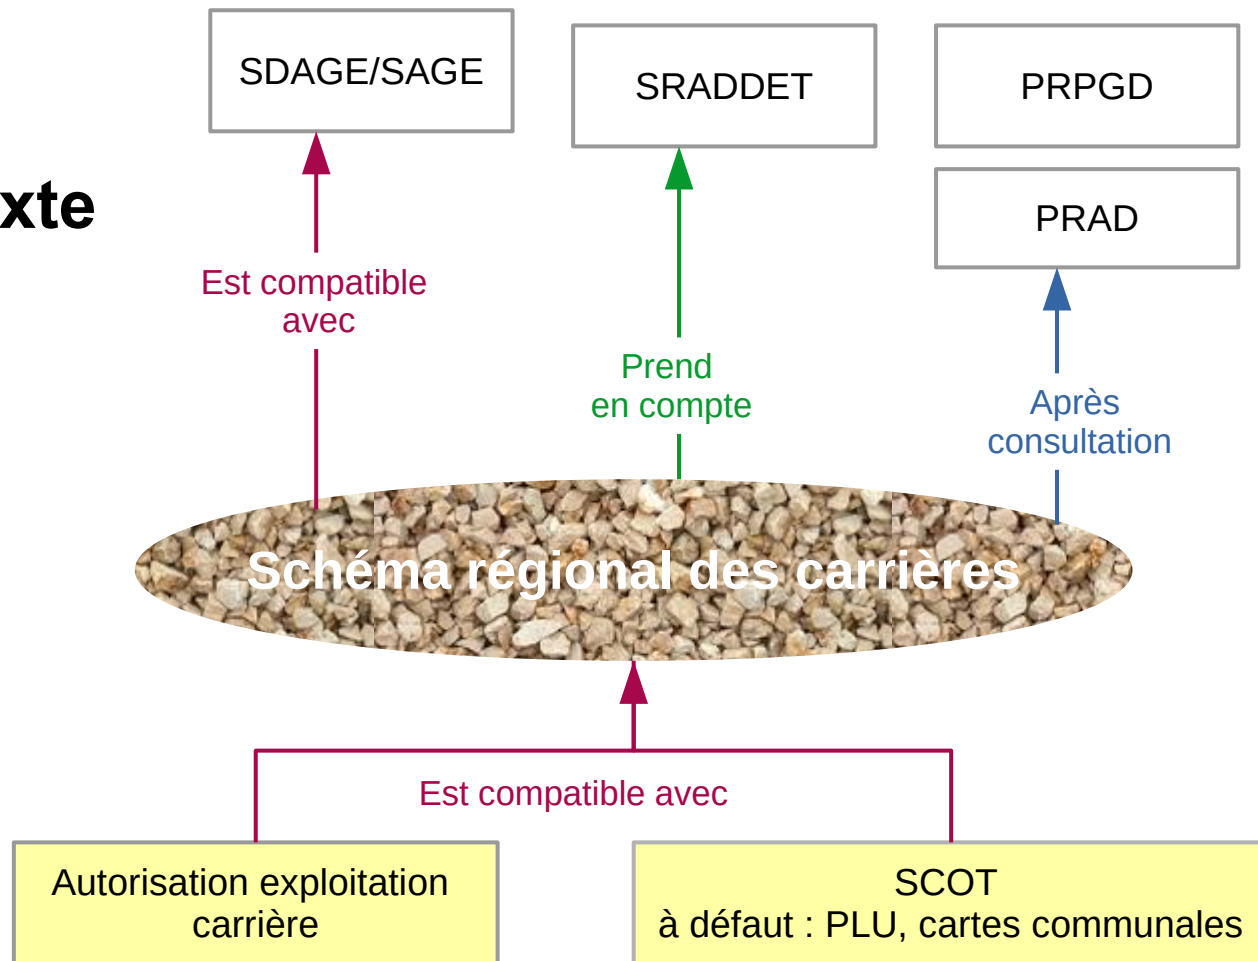 SDAGE/SAGE
SRADDET
PRPGD
PRAD
xte
Est compatible
avec
Prend
en compte
Après
consultation
Schéma régional des carrières
Est compatible avec
Autorisation exploitation
carrière
SCOT
à défaut : PLU, cartes communales